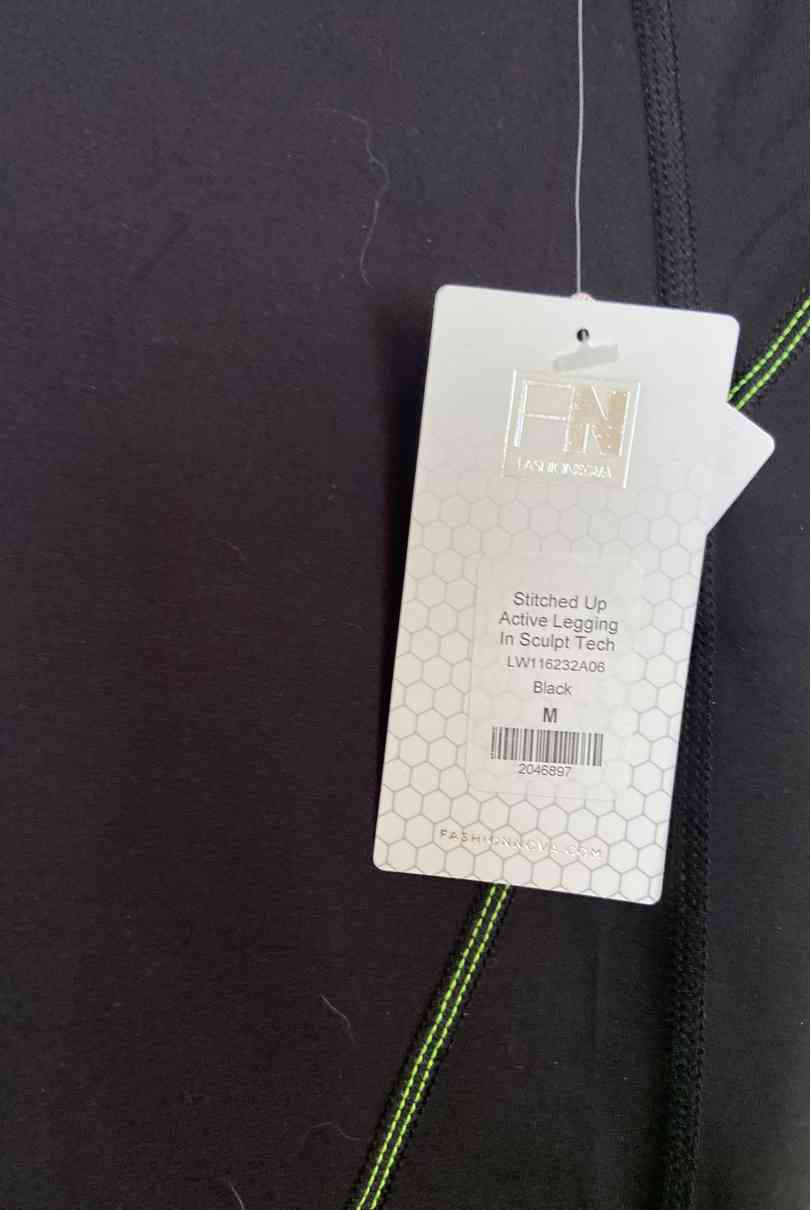 FN
FASHIONNOVA
Stitched Up
Active Legging
In Sculpt Tech
LW116232A06
Black
M
2046897
FASHIONNOVA.COM